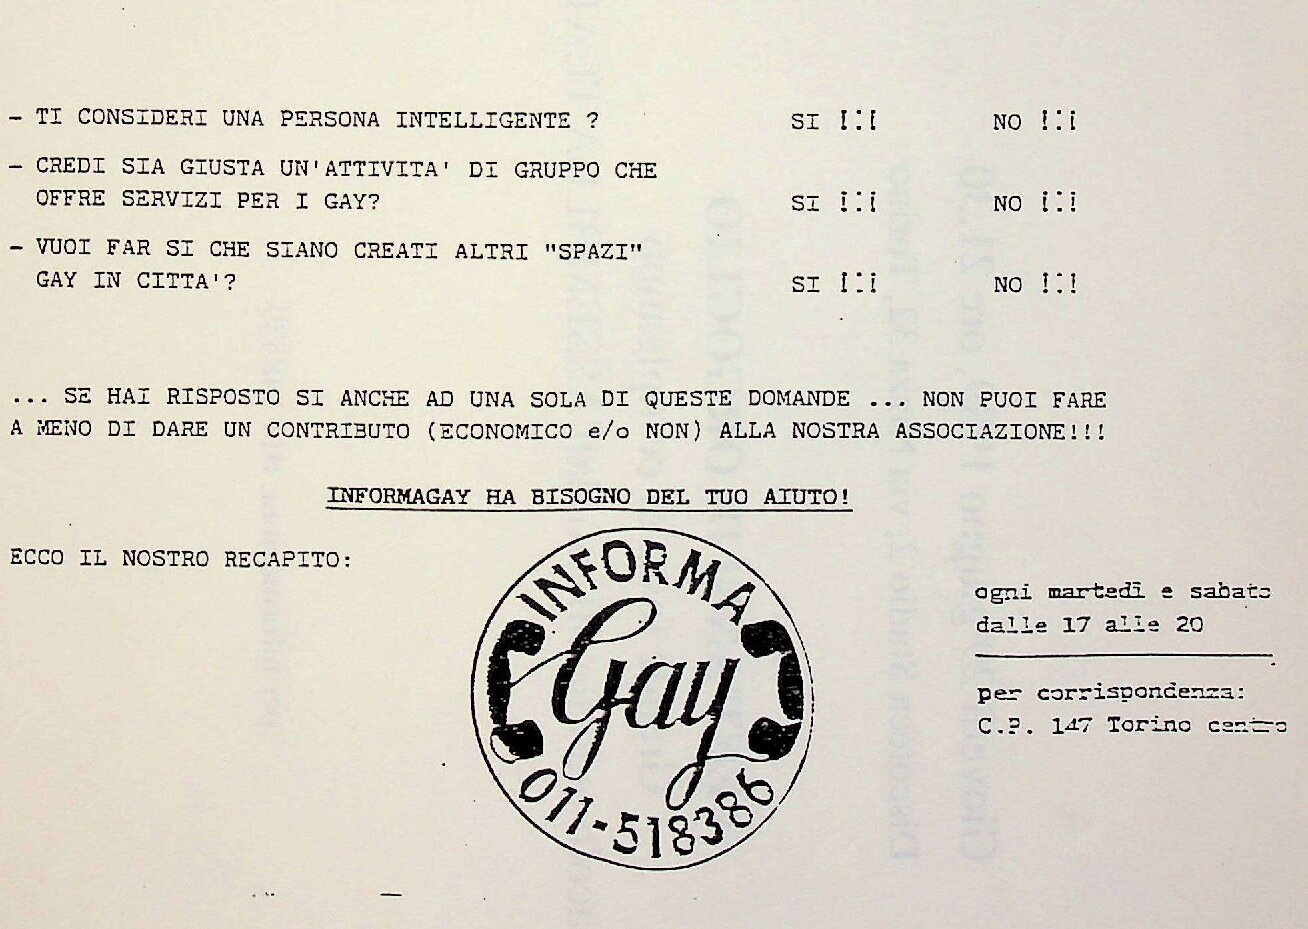 - TI CONSIDERI UNA PERSONA INTELLIGENTE ? SI NO
- CREDI SIA GIUSTA UN'ATTIVITA' DI GRUPPO CHE
OFFRE SERVIZI PER I GAY? SI NO
- VUOI FAR SI CHE SIANO CREATI ALTRI "SPAZI"
GAY IN CITTA'? SI NO
... SE HAI RISPOSTO SI ANCHE AD UNA SOLA DI QUESTE DOMANDE ... NON PUOI FARE
A MENO DI DARE UN CONTRIBUTO (ECONOMICO e/o NON) ALLA NOSTRA ASSOCIAZIONE!!!
INFORMAGAY HA BISOGNO DEL TUO AIUTO!
ECCO IL NOSTRO RECAPITO:
INFORMA
Gay
011-518386
ogni martedì e sabato
dalle 17 alle 20
per corrispondenza:
C.P. 147 Torino centro